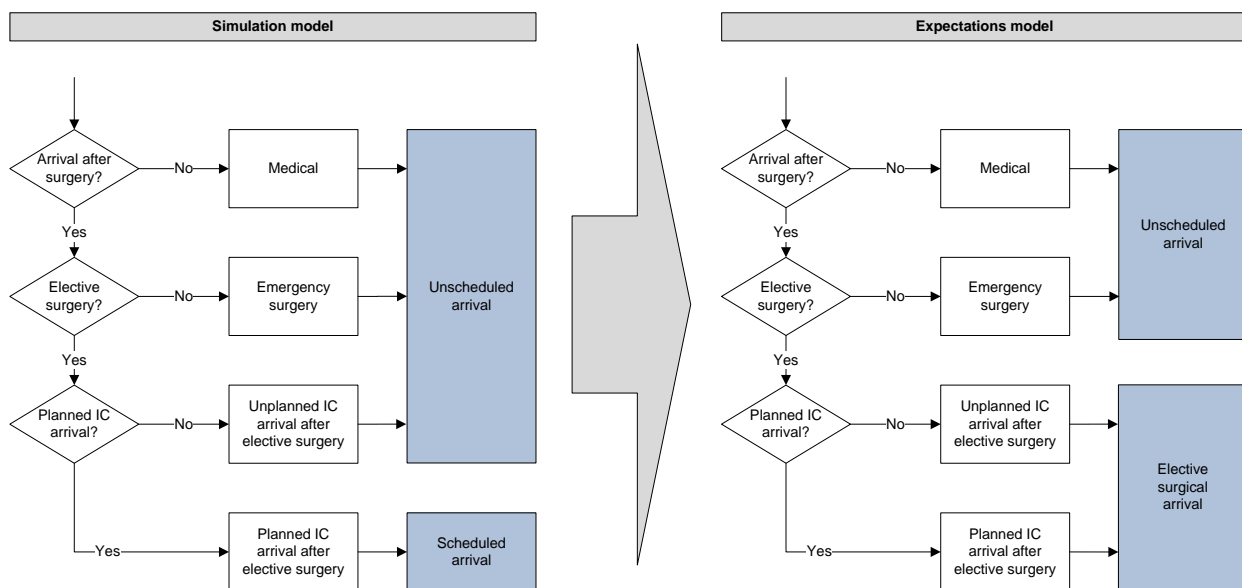 Simulation model
Arrival after
surgery?
No
Medical
Yes
Elective
surgery?
No
Emergency
surgery
Unscheduled
arrival
Yes
Planned IC
arrival?
No
Unplanned IC
arrival after
elective surgery
Yes
Planned IC
arrival after
elective surgery
Scheduled
arrival
Expectations model
Arrival after
surgery?
No
Medical
Unscheduled
arrival
Yes
Elective
surgery?
No
Emergency
surgery
Yes
Planned IC
arrival?
No
Unplanned IC
arrival after
elective surgery
Elective
surgical
arrival
Yes
Planned IC
arrival after
elective surgery